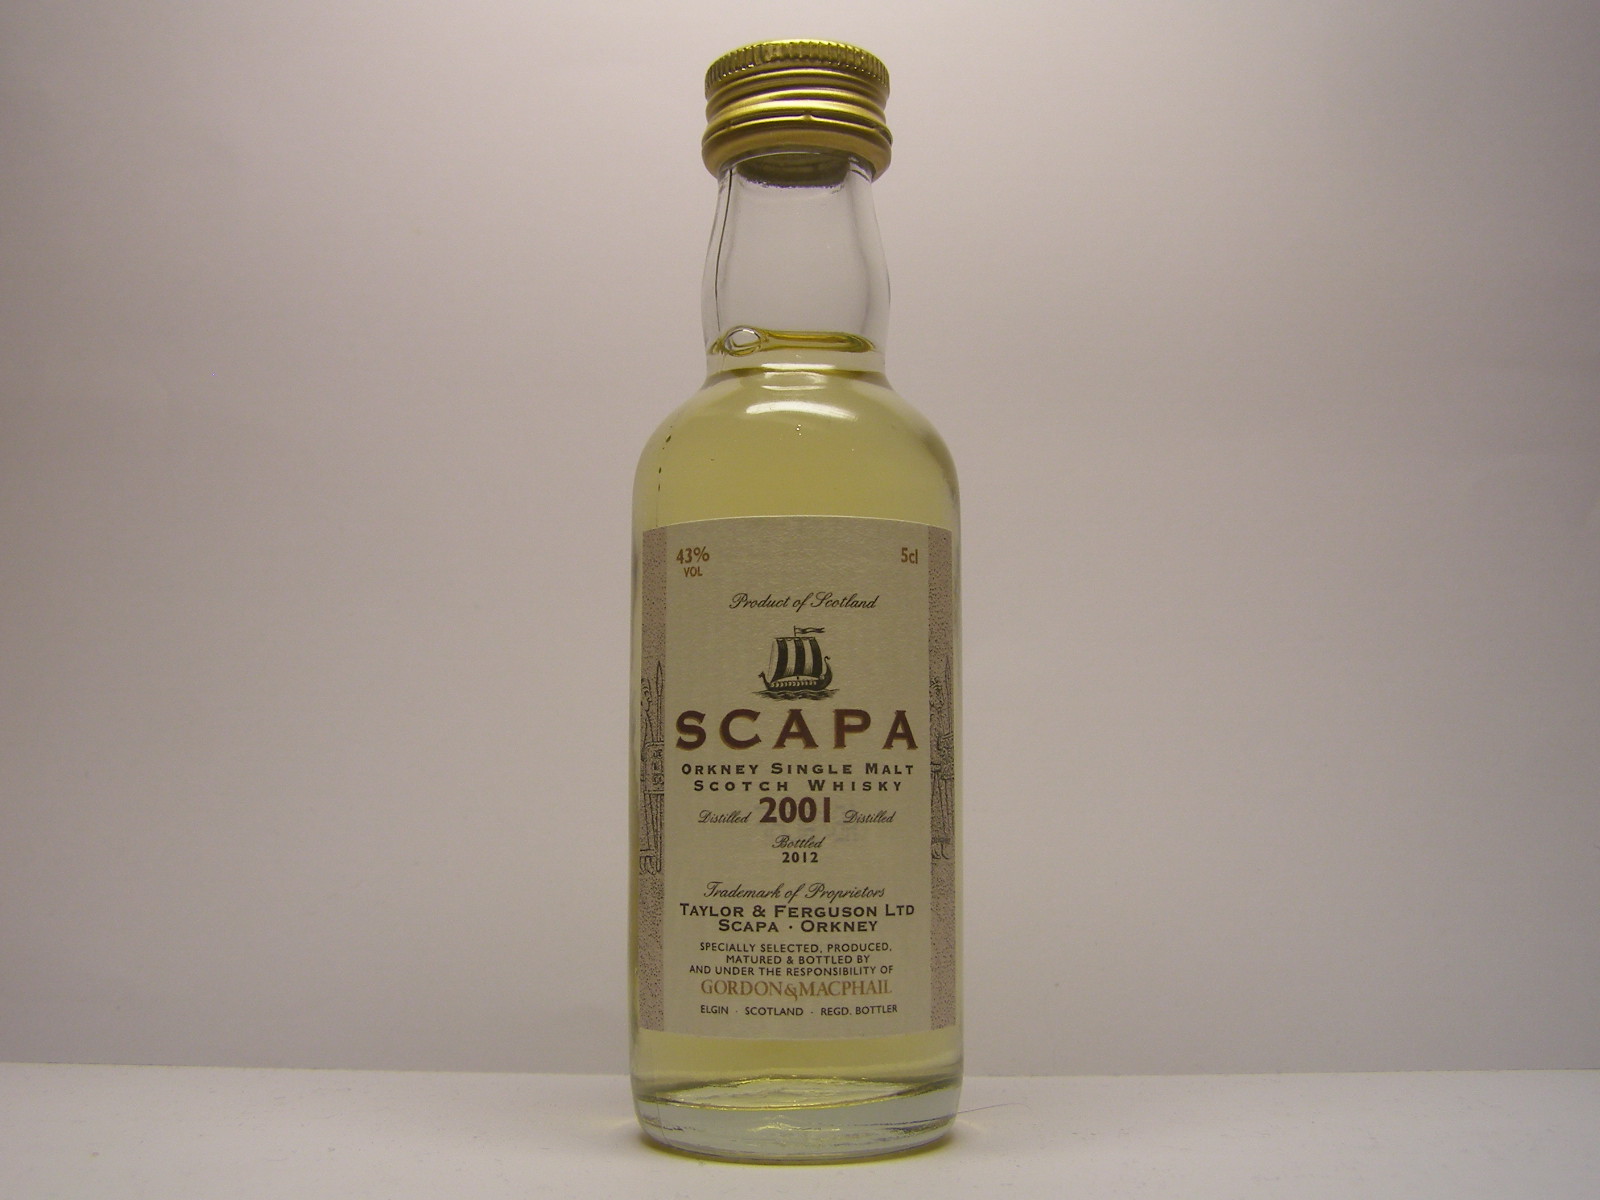 43% 5cl
VOL
Product of Scotland
SCAPA
ORKNEY SINGLE MALT
SCOTCH WHISKY
Distilled 2001 Distilled
Bottled
2012
Trademark of Proprietors
TAYLOR & FERGUSON LTD
SCAPA · ORKNEY
SPECIALLY SELECTED, PRODUCED,
MATURED & BOTTLED BY
AND UNDER THE RESPONSIBILITY OF
GORDON & MACPHAIL
ELGIN · SCOTLAND · REGD. BOTTLER